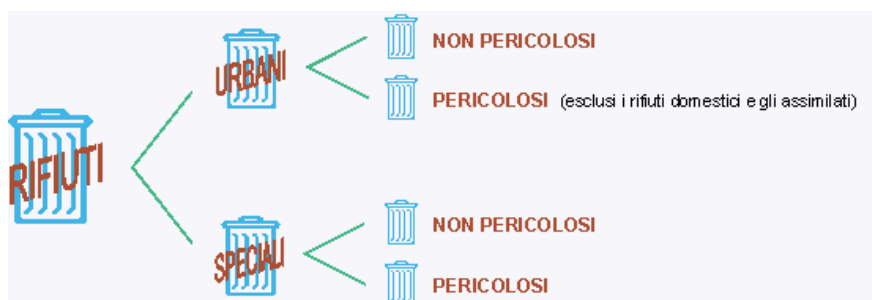 NON PERICOLOSI
URBANI
PERICOLOSI (esclusi i rifiuti domestici e gli assimilati)
RIFIUTI
NON PERICOLOSI
SPECIALI
PERICOLOSI